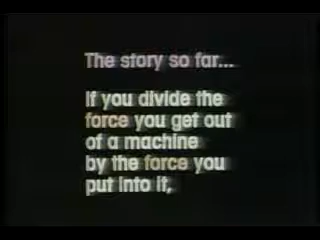 The story so far...
If you divide the
force you get out
of a machine
by the force you
put into it,